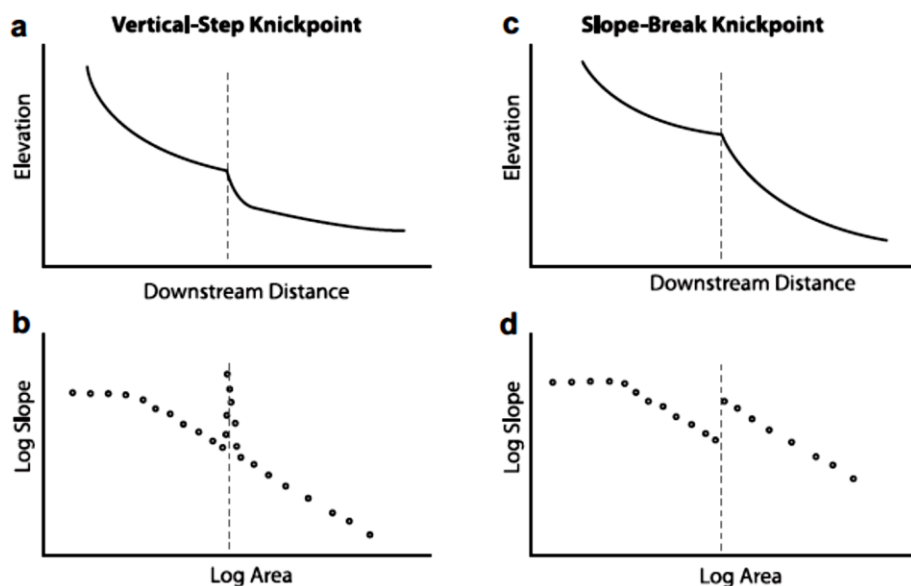 a
Vertical-Step Knickpoint
Elevation
Downstream Distance
b
Log Slope
Log Area
c
Slope-Break Knickpoint
Elevation
Downstream Distance
d
Log Slope
Log Area